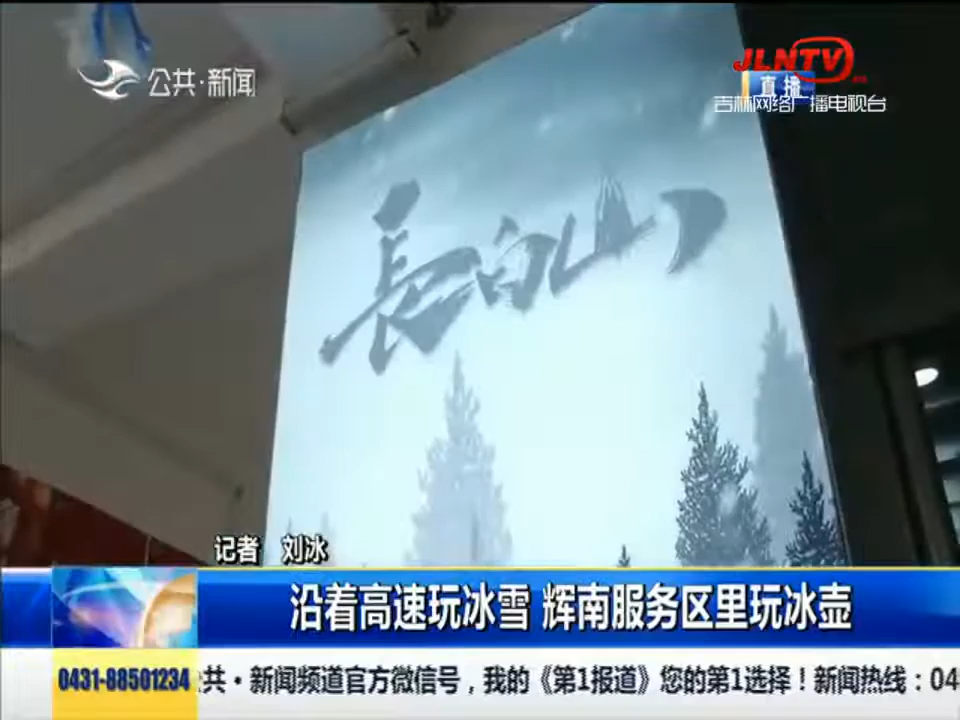 公共·新闻
JLNTV
直播
吉林网络广播电视台
長白山
记者 刘冰
沿着高速玩冰雪 辉南服务区里玩冰壶
0431-88501234
公共·新闻频道官方微信号，我的《第1报道》您的第1选择！新闻热线：04